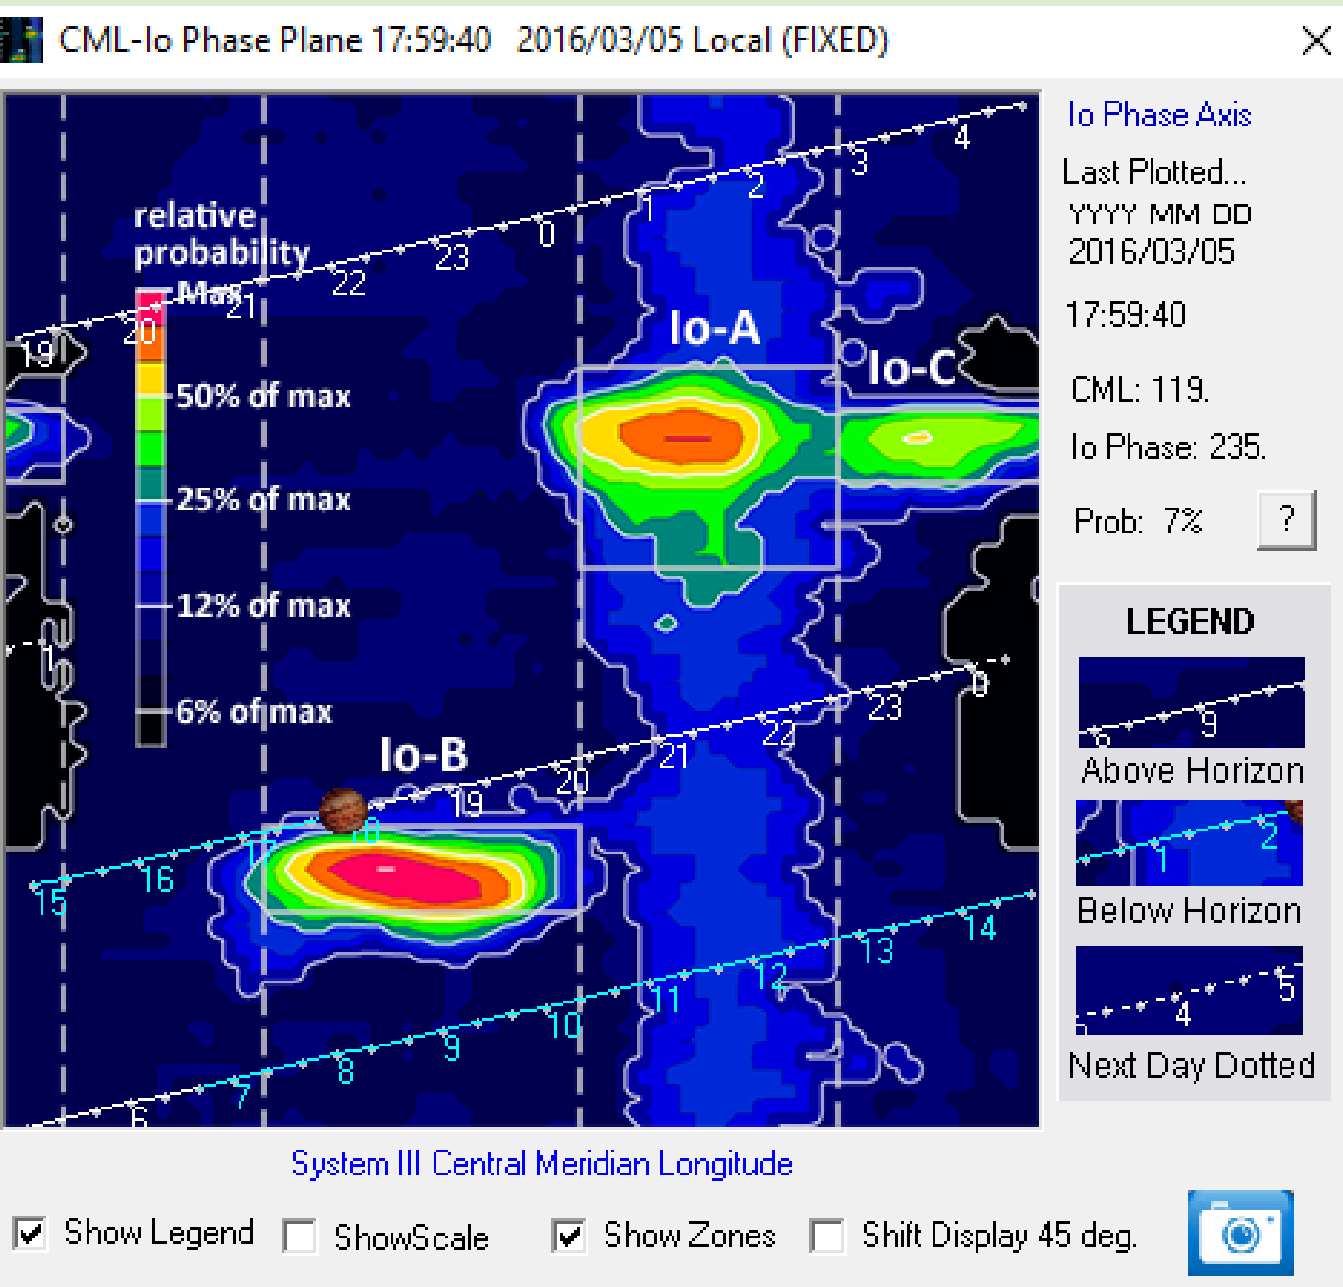 CML-Io Phase Plane 17:59:40 2016/03/05 Local (FIXED)
Io Phase Axis
Last Plotted...
YYYY MM DD
2016/03/05
17:59:40
CML: 119.
Io Phase: 235.
Prob: 7% ?
LEGEND
6 9
Above Horizon
1 2
Below Horizon
4 5
Next Day Dotted
19 20 21 22 23 0 1 2 3 4
relative
probability
Max
50% of max
25% of max
12% of max
6% of max
Io-A
Io-C
Io-B
15 16 17 18 19 20 21 22 23 0
1
6 7 8 9 10 11 12 13 14
System III Central Meridian Longitude
Show Legend ShowScale Show Zones Shift Display 45 deg.